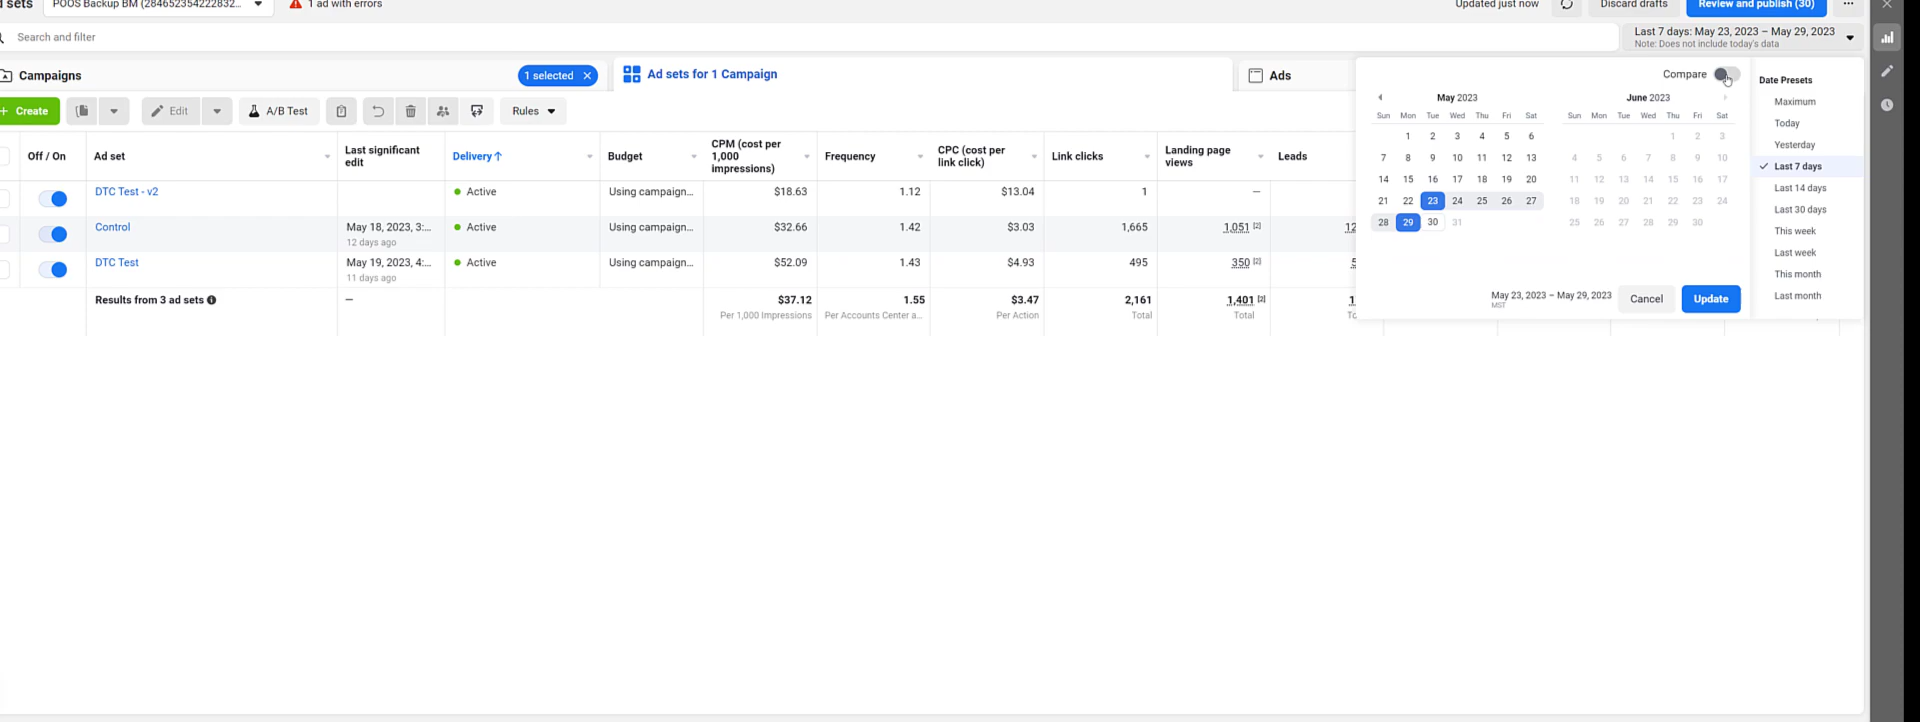 d sets
POOS Backup BM (284652354222832...
1 ad with errors
Updated just now
Discard drafts
Review and publish (30)
Search and filter
Last 7 days: May 23, 2023 – May 29, 2023
Note: Does not include today's data
Campaigns
1 selected
Ad sets for 1 Campaign
Ads
+ Create
Edit
A/B Test
Rules
Off / On
Ad set
Last significant edit
Delivery↑
Budget
CPM (cost per 1,000 impressions)
Frequency
CPC (cost per link click)
Link clicks
Landing page views
Leads
DTC Test - v2
Active
Using campaign...
$18.63
1.12
$13.04
1
—
Control
May 18, 2023, 3:...
12 days ago
Active
Using campaign...
$32.66
1.42
$3.03
1,665
1,051 [2]
12
DTC Test
May 19, 2023, 4:...
11 days ago
Active
Using campaign...
$52.09
1.43
$4.93
495
350 [2]
5
Results from 3 ad sets
—
$37.12
Per 1,000 Impressions
1.55
Per Accounts Center a...
$3.47
Per Action
2,161
Total
1,401 [2]
Total
1
To
Compare
May 2023
Sun Mon Tue Wed Thu Fri Sat
1 2 3 4 5 6
7 8 9 10 11 12 13
14 15 16 17 18 19 20
21 22 23 24 25 26 27
28 29 30 31
June 2023
Sun Mon Tue Wed Thu Fri Sat
1 2 3
4 5 6 7 8 9 10
11 12 13 14 15 16 17
18 19 20 21 22 23 24
25 26 27 28 29 30
May 23, 2023 – May 29, 2023
MST
Cancel
Update
Date Presets
Maximum
Today
Yesterday
Last 7 days
Last 14 days
Last 30 days
This week
Last week
This month
Last month